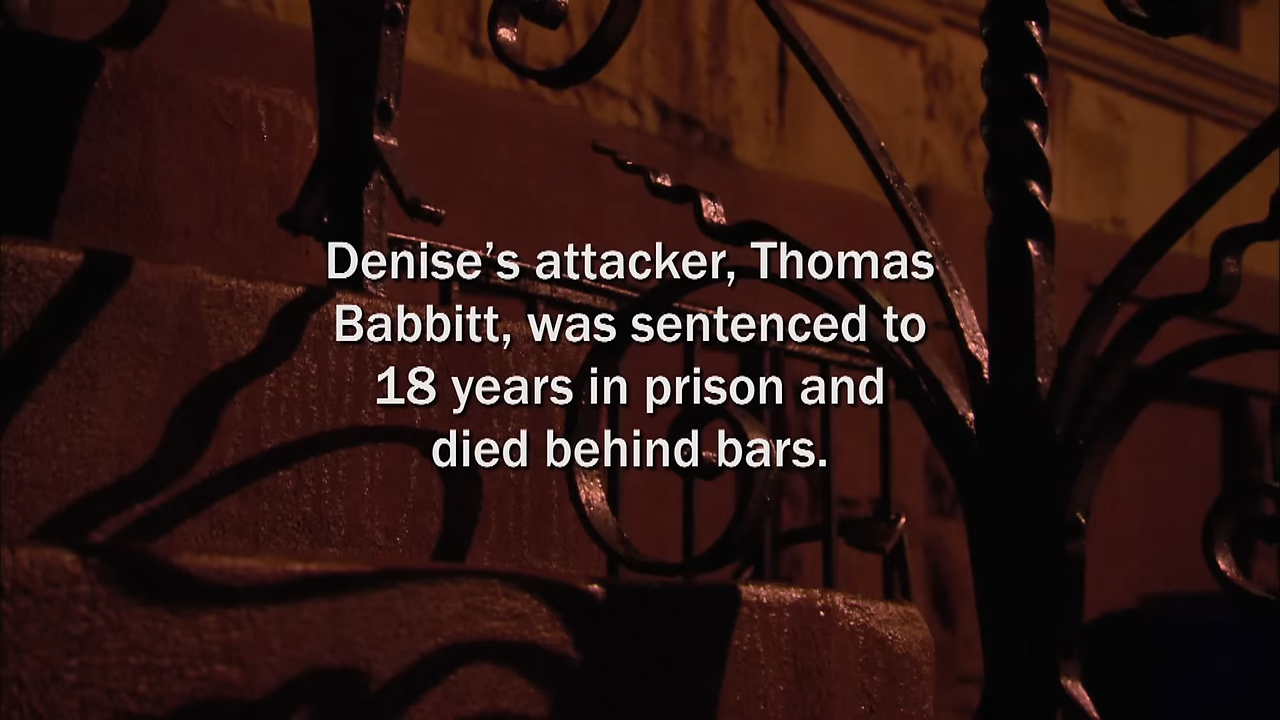 Denise’s attacker, Thomas
Babbitt, was sentenced to
18 years in prison and
died behind bars.